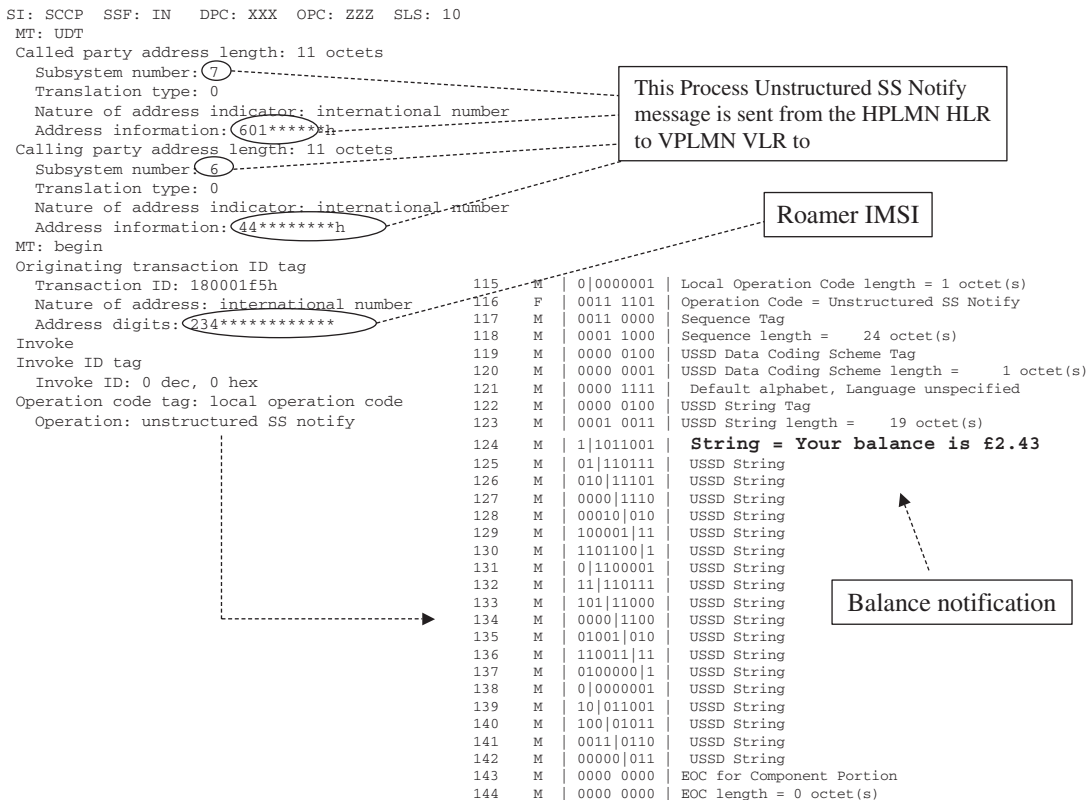 SI: SCCP SSF: IN DPC: XXX OPC: ZZZ SLS: 10
MT: UDT
Called party address length: 11 octets
Subsystem number: 7
Translation type: 0
Nature of address indicator: international number
Address information: 601******h
Calling party address length: 11 octets
Subsystem number: 6
Translation type: 0
Nature of address indicator: international number
Address information: 44********h
MT: begin
Originating transaction ID tag
Transaction ID: 180001f5h
Nature of address: international number
Address digits: 234************
Invoke
Invoke ID tag
Invoke ID: 0 dec, 0 hex
Operation code tag: local operation code
Operation: unstructured SS notify
This Process Unstructured SS Notify
message is sent from the HPLMN HLR
to VPLMN VLR to
Roamer IMSI
115 M | 0|0000001 | Local Operation Code length = 1 octet(s)
116 F | 0011 1101 | Operation Code = Unstructured SS Notify
117 M | 0011 0000 | Sequence Tag
118 M | 0001 1000 | Sequence length = 24 octet(s)
119 M | 0000 0100 | USSD Data Coding Scheme Tag
120 M | 0000 0001 | USSD Data Coding Scheme length = 1 octet(s)
121 M | 0000 1111 | Default alphabet, Language unspecified
122 M | 0000 0100 | USSD String Tag
123 M | 0001 0011 | USSD String length = 19 octet(s)
124 M | 1|1011001 | String = Your balance is £2.43
125 M | 01|110111 | USSD String
126 M | 010|11101 | USSD String
127 M | 0000|1110 | USSD String
128 M | 00010|010 | USSD String
129 M | 100001|11 | USSD String
130 M | 1101100|1 | USSD String
131 M | 0|1100001 | USSD String
132 M | 11|110111 | USSD String
133 M | 101|11000 | USSD String
134 M | 0000|1100 | USSD String
135 M | 01001|010 | USSD String
136 M | 110011|11 | USSD String
137 M | 0100000|1 | USSD String
138 M | 0|0000001 | USSD String
139 M | 10|011001 | USSD String
140 M | 100|01011 | USSD String
141 M | 0011|0110 | USSD String
142 M | 00000|011 | USSD String
143 M | 0000 0000 | EOC for Component Portion
144 M | 0000 0000 | EOC length = 0 octet(s)
Balance notification